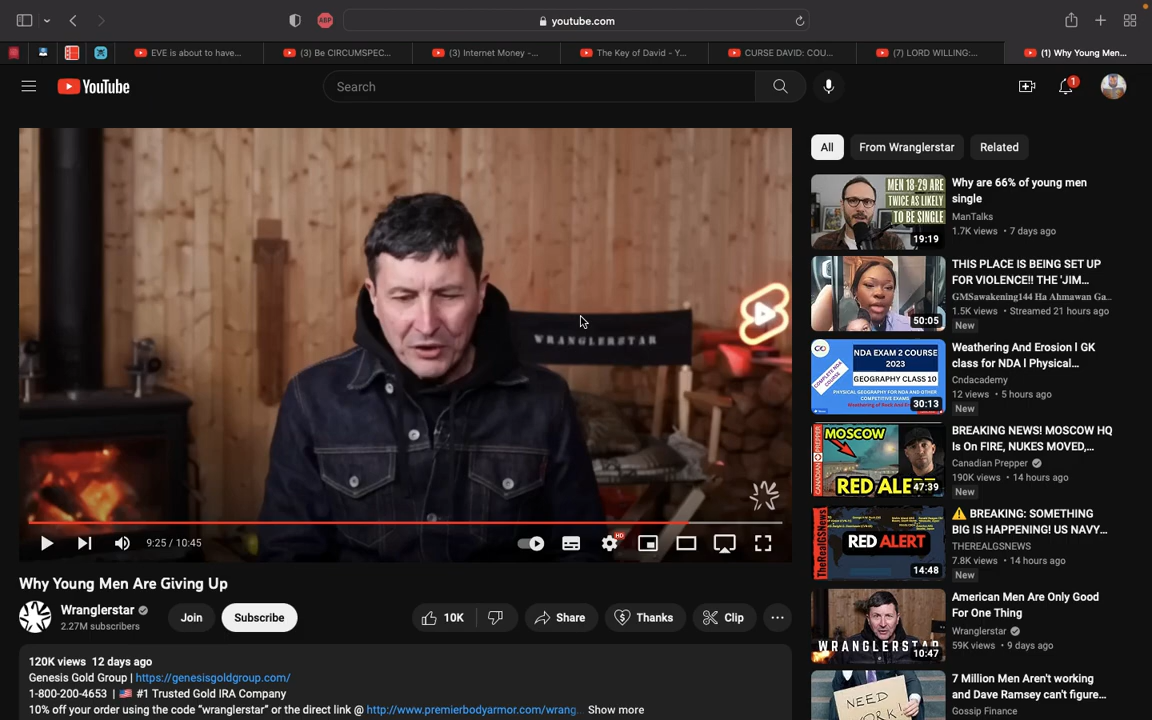 youtube.com
EVE is about to have...
(3) Be CIRCUMSPEC...
(3) Internet Money -...
The Key of David - Y...
CURSE DAVID: COU...
(7) LORD WILLING:...
(1) Why Young Men...
YouTube
Search
1
WRANGLERSTAR
9:25 / 10:45
HD
Why Young Men Are Giving Up
Wranglerstar
2.27M subscribers
Join
Subscribe
10K
Share
Thanks
Clip
120K views 12 days ago
Genesis Gold Group | https://genesisgoldgroup.com/
1-800-200-4653 | 🇺🇸 #1 Trusted Gold IRA Company
10% off your order using the code “wranglerstar” or the direct link @ http://www.premierbodyarmor.com/wrang... Show more
All
From Wranglerstar
Related
MEN 18-29 ARE
TWICE AS LIKELY
TO BE SINGLE
19:19
Why are 66% of young men
single
ManTalks
1.7K views • 7 days ago
50:05
THIS PLACE IS BEING SET UP
FOR VIOLENCE!! THE 'JIM...
GMSawakening144 Ha Ahmawan Ga...
1.5K views • Streamed 21 hours ago
New
NDA EXAM 2 COURSE
2023
GEOGRAPHY CLASS 10
30:13
Weathering And Erosion l GK
class for NDA l Physical...
Cndacademy
12 views • 5 hours ago
New
CANADIAN PREPPER
MOSCOW
RED ALE
47:39
BREAKING NEWS! MOSCOW HQ
Is On FIRE, NUKES MOVED,...
Canadian Prepper
190K views • 14 hours ago
New
TheRealGSNews
RED ALERT
14:48
⚠️ BREAKING: SOMETHING
BIG IS HAPPENING! US NAVY...
THEREALGSNEWS
7.8K views • 14 hours ago
New
WRANGLERSTAR
10:47
American Men Are Only Good
For One Thing
Wranglerstar
59K views • 9 days ago
NEED
WORK!
7 Million Men Aren't working
and Dave Ramsey can't figure...
Gossip Finance